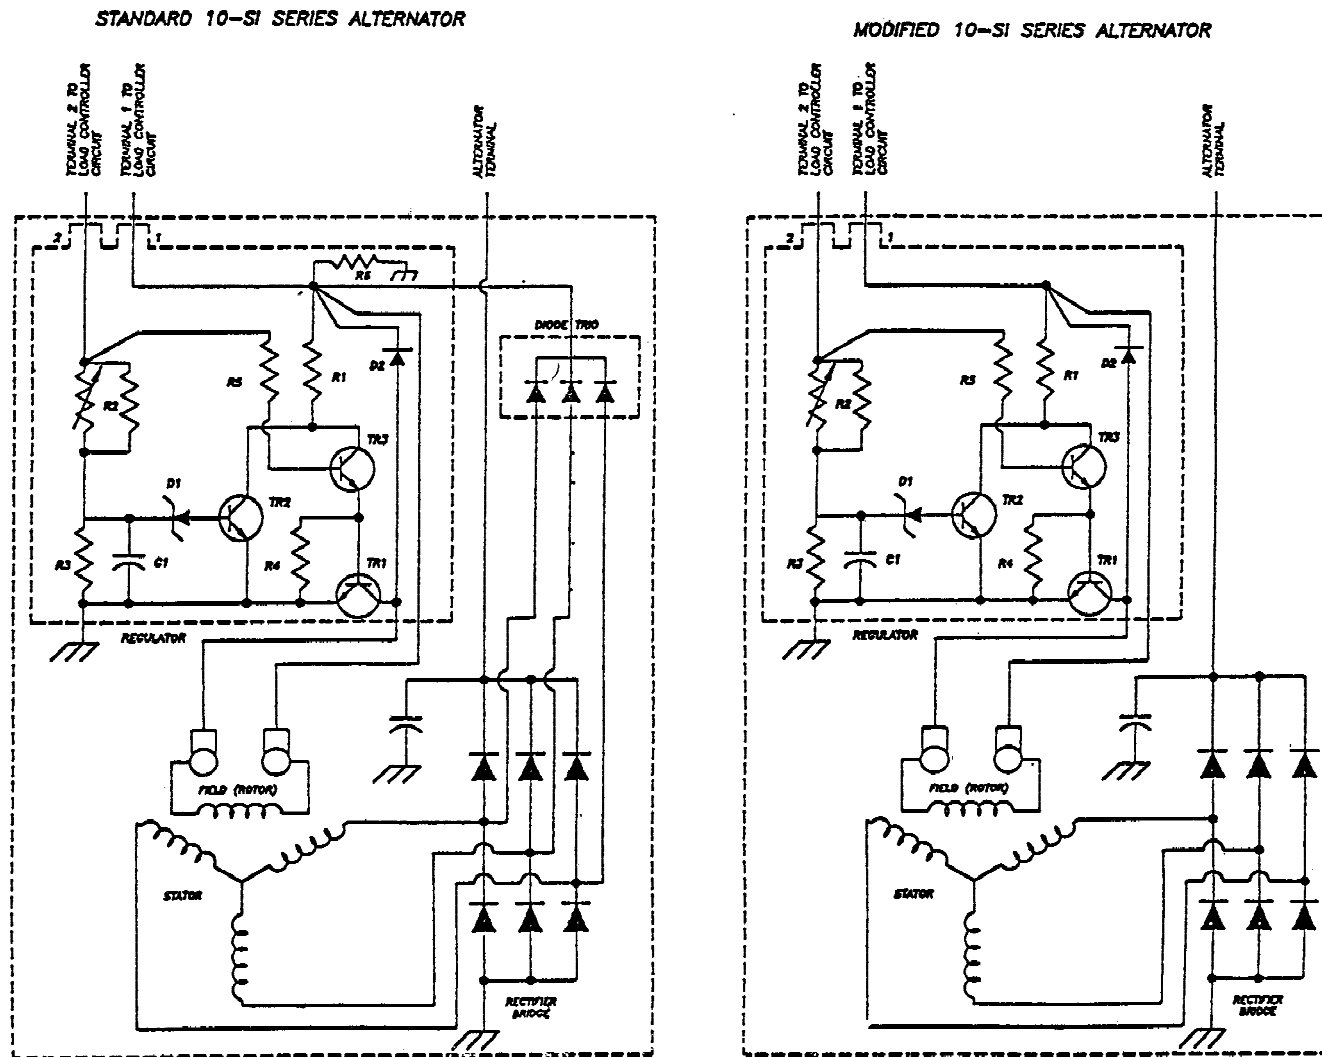 STANDARD 10-SI SERIES ALTERNATOR
TERMINAL 2 TO
LOAD CONTROLLER
CIRCUIT
TERMINAL 1 TO
LOAD CONTROLLER
CIRCUIT
ALTERNATOR
TERMINAL
2
1
R6
DIODE TRIO
D2
R5
R1
R2
TR3
D1
TR2
R3
C1
R4
TR1
REGULATOR
FIELD (ROTOR)
STATOR
RECTIFIER
BRIDGE
MODIFIED 10-SI SERIES ALTERNATOR
TERMINAL 2 TO
LOAD CONTROLLER
CIRCUIT
TERMINAL 1 TO
LOAD CONTROLLER
CIRCUIT
ALTERNATOR
TERMINAL
2
1
D2
R5
R1
R2
TR3
D1
TR2
R3
C1
R4
TR1
REGULATOR
FIELD (ROTOR)
STATOR
RECTIFIER
BRIDGE